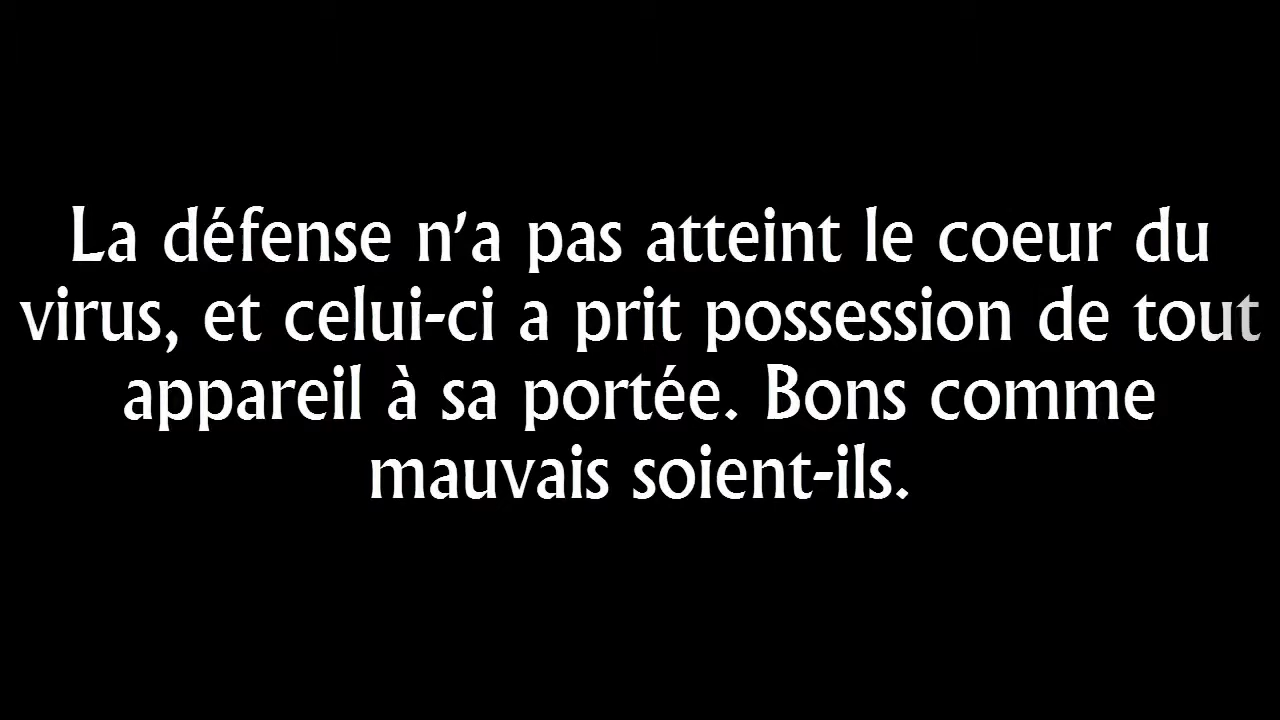 La défense n'a pas atteint le coeur du
virus, et celui-ci a prit possession de tout
appareil à sa portée. Bons comme
mauvais soient-ils.